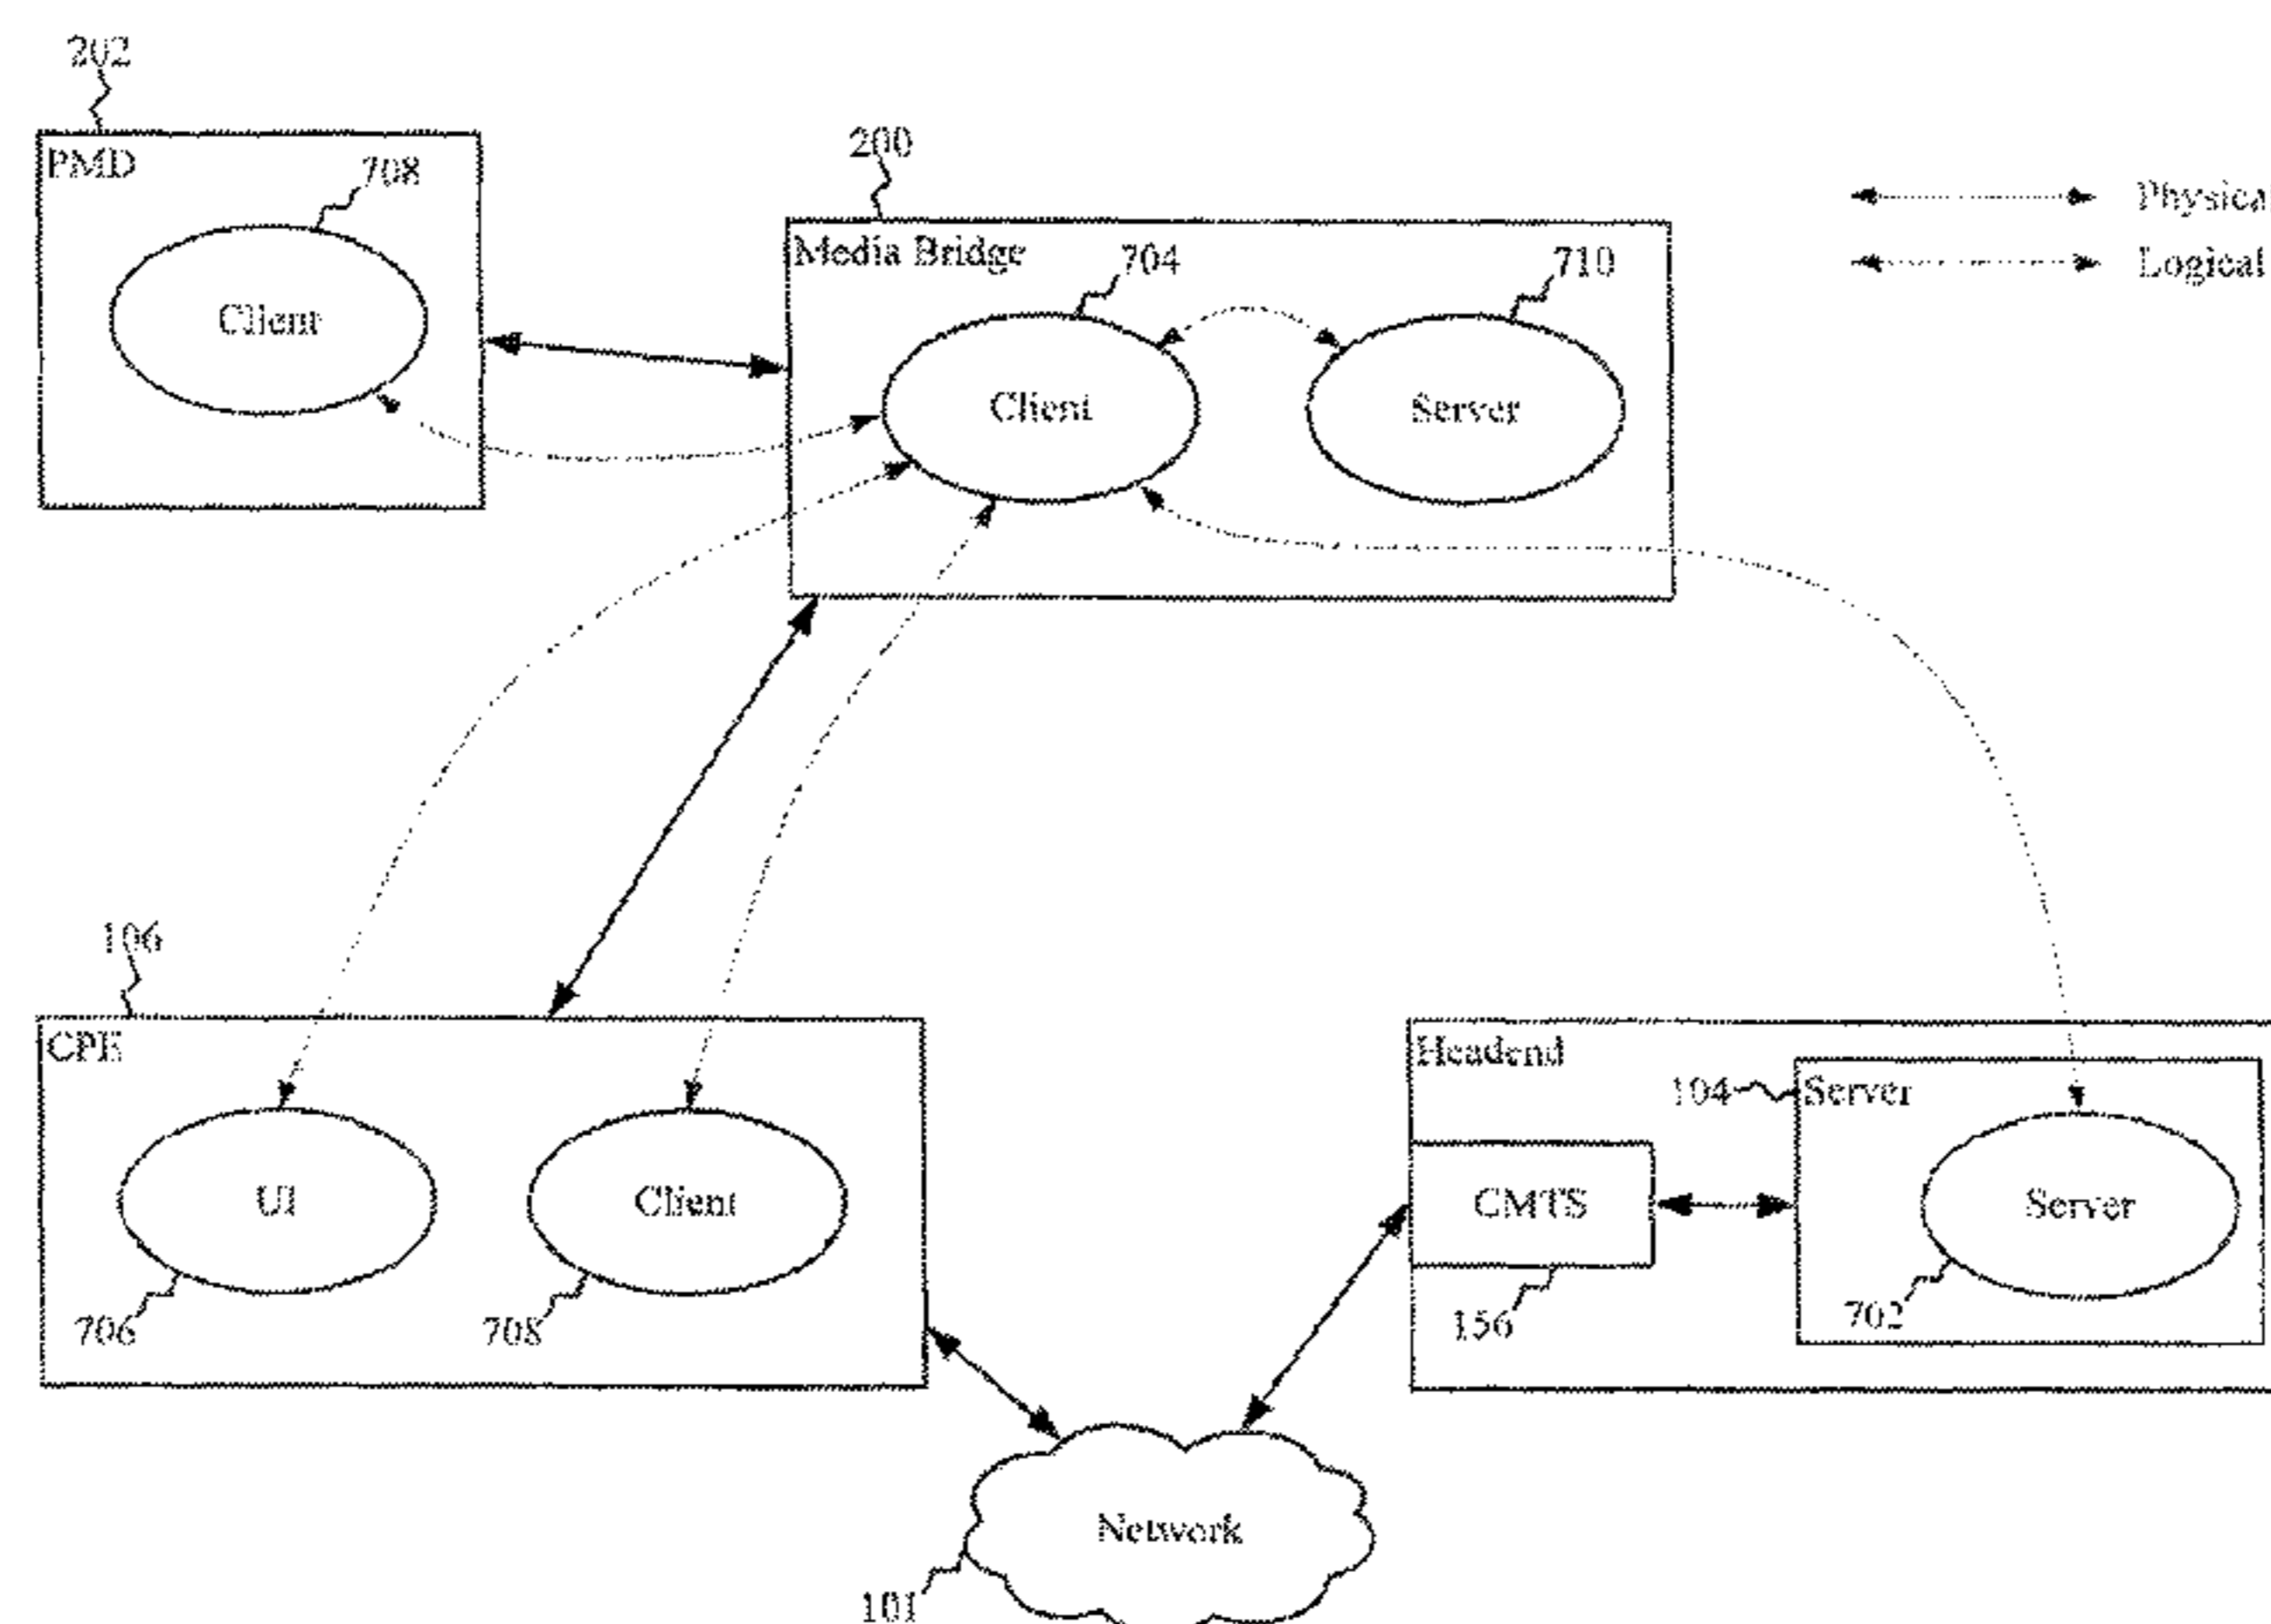 202
PMD
708
Client
200
Media Bridge
704
710
Client
Server
Physical
Logical
106
CPE
UI
Client
706
708
Headend
104
Server
CMTS
Server
156
702
Network
101